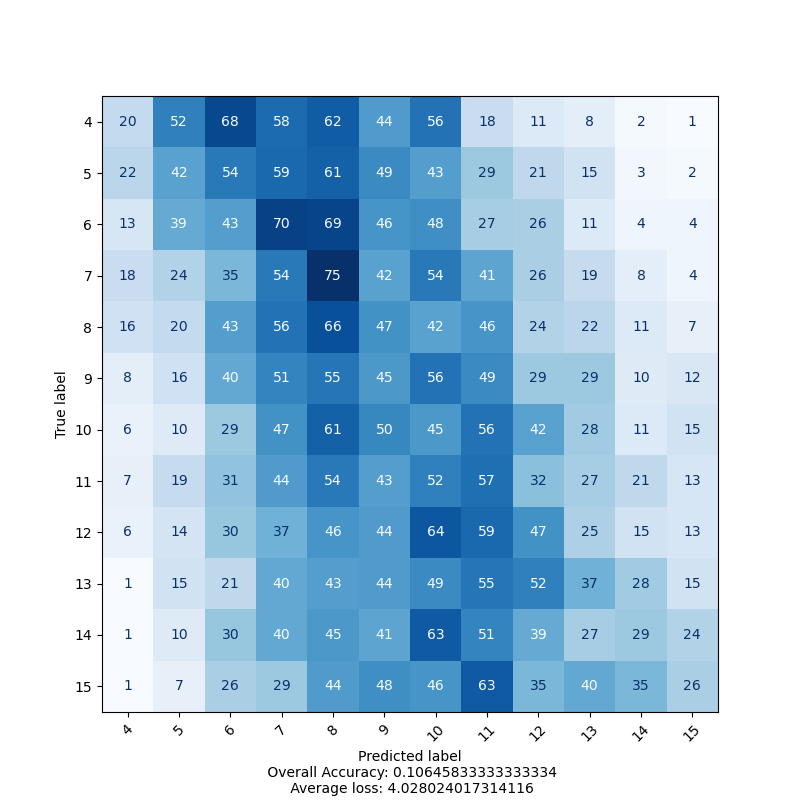 4 20 52 68 58 62 44 56 18 11 8 2 1
5 22 42 54 59 61 49 43 29 21 15 3 2
6 13 39 43 70 69 46 48 27 26 11 4 4
7 18 24 35 54 75 42 54 41 26 19 8 4
8 16 20 43 56 66 47 42 46 24 22 11 7
9 8 16 40 51 55 45 56 49 29 29 10 12
True label
10 6 10 29 47 61 50 45 56 42 28 11 15
11 7 19 31 44 54 43 52 57 32 27 21 13
12 6 14 30 37 46 44 64 59 47 25 15 13
13 1 15 21 40 43 44 49 55 52 37 28 15
14 1 10 30 40 45 41 63 51 39 27 29 24
15 1 7 26 29 44 48 46 63 35 40 35 26
4 5 6 7 8 9 10 11 12 13 14 15
Predicted label
Overall Accuracy: 0.10645833333333334
Average loss: 4.028024017314116